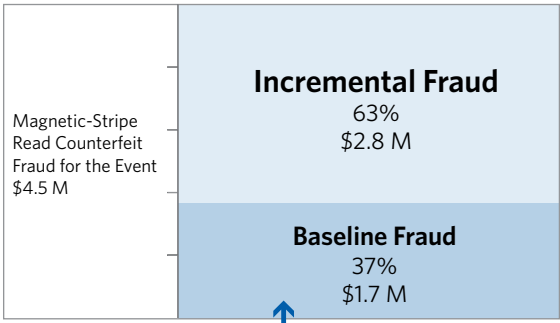 Incremental Fraud
63%
$2.8 M
Magnetic-Stripe
Read Counterfeit
Fraud for the Event
$4.5 M
Baseline Fraud
37%
$1.7 M